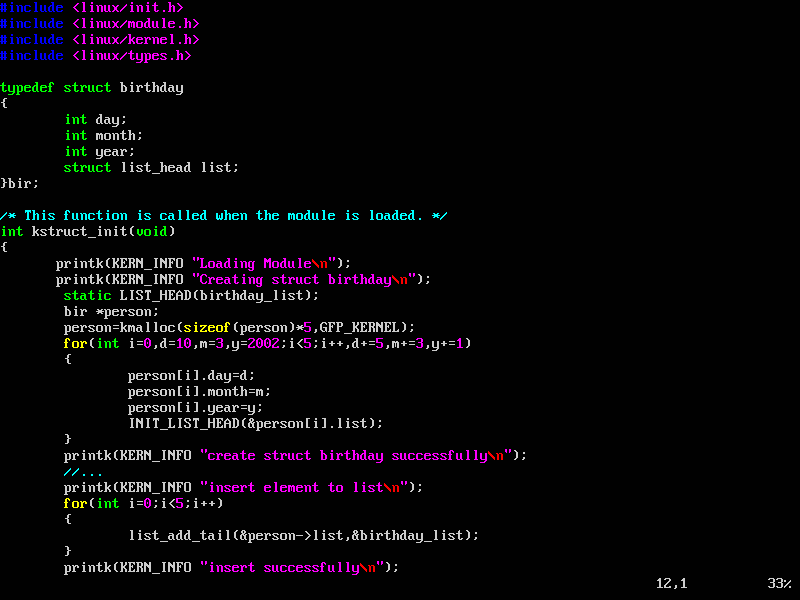 #include <linux/init.h>
#include <linux/module.h>
#include <linux/kernel.h>
#include <linux/types.h>

typedef struct birthday
{
        int day;
        int month;
        int year;
        struct list_head list;
}bir;

/* This function is called when the module is loaded. */
int kstruct_init(void)
{
       printk(KERN_INFO "Loading Module\n");
       printk(KERN_INFO "Creating struct birthday\n");
        static LIST_HEAD(birthday_list);
        bir *person;
        person=kmalloc(sizeof(person)*5,GFP_KERNEL);
        for(int i=0,d=10,m=3,y=2002;i<5;i++,d+=5,m+=3,y+=1)
        {
                person[i].day=d;
                person[i].month=m;
                person[i].year=y;
                INIT_LIST_HEAD(&person[i].list);
        }
        printk(KERN_INFO "create struct birthday successfully\n");
        //...
        printk(KERN_INFO "insert element to list\n");
        for(int i=0;i<5;i++)
        {
                list_add_tail(&person->list,&birthday_list);
        }
        printk(KERN_INFO "insert successfully\n");
12,1 33%